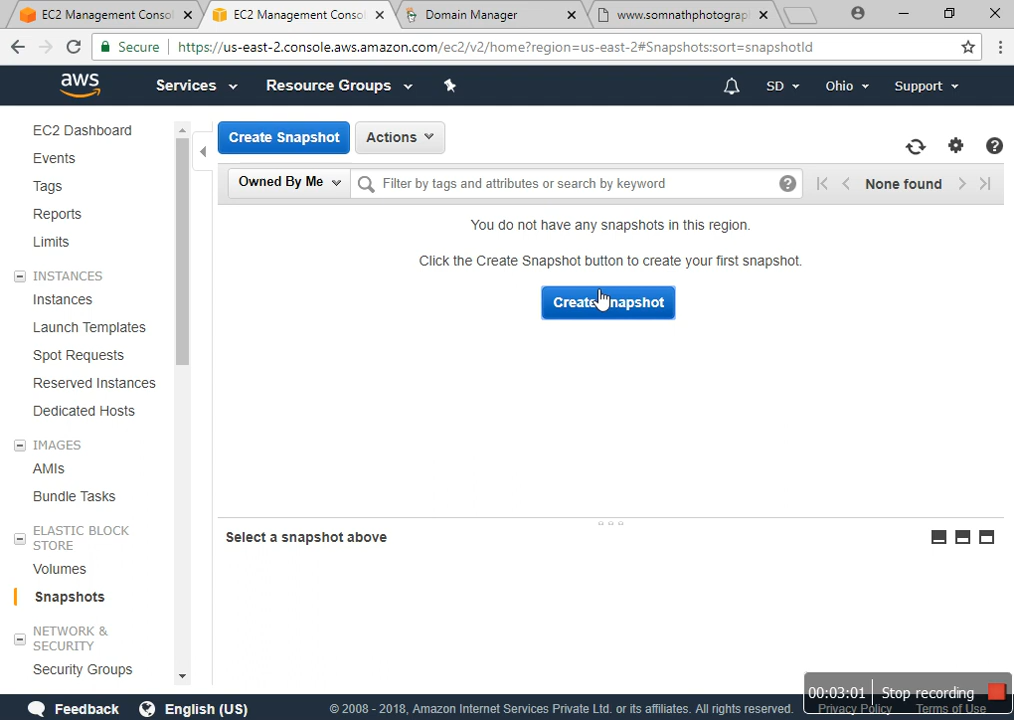 EC2 Management Consol
EC2 Management Consol
Domain Manager
www.somnathphotograp
Secure
https://us-east-2.console.aws.amazon.com/ec2/v2/home?region=us-east-2#Snapshots:sort=snapshotId
aws
Services
Resource Groups
SD
Ohio
Support
EC2 Dashboard
Events
Tags
Reports
Limits
INSTANCES
Instances
Launch Templates
Spot Requests
Reserved Instances
Dedicated Hosts
IMAGES
AMIs
Bundle Tasks
ELASTIC BLOCK
STORE
Volumes
Snapshots
NETWORK &
SECURITY
Security Groups
Create Snapshot
Actions
Owned By Me
Filter by tags and attributes or search by keyword
None found
You do not have any snapshots in this region.
Click the Create Snapshot button to create your first snapshot.
Create Snapshot
Select a snapshot above
00:03:01
Stop recording
Feedback
English (US)
© 2008 - 2018, Amazon Internet Services Private Ltd. or its affiliates. All rights reserved.
Privacy Policy
Terms of Use